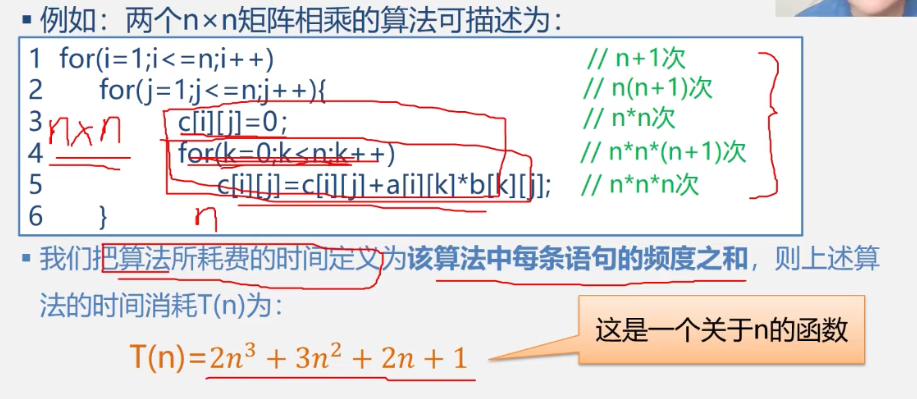 ▪ 例如：两个n×n矩阵相乘的算法可描述为：
1 for(i=1;i<=n;i++) // n+1次
2 for(j=1;j<=n;j++){ // n(n+1)次
3 c[i][j]=0; // n*n次
n×n
4 for(k=0;k<n;k++) // n*n*(n+1)次
5 c[i][j]=c[i][j]+a[i][k]*b[k][j]; // n*n*n次
6 }
n
▪ 我们把算法所耗费的时间定义为该算法中每条语句的频度之和，则上述算
法的时间消耗T(n)为：
这是一个关于n的函数
T(n)=2n³ + 3n² + 2n + 1